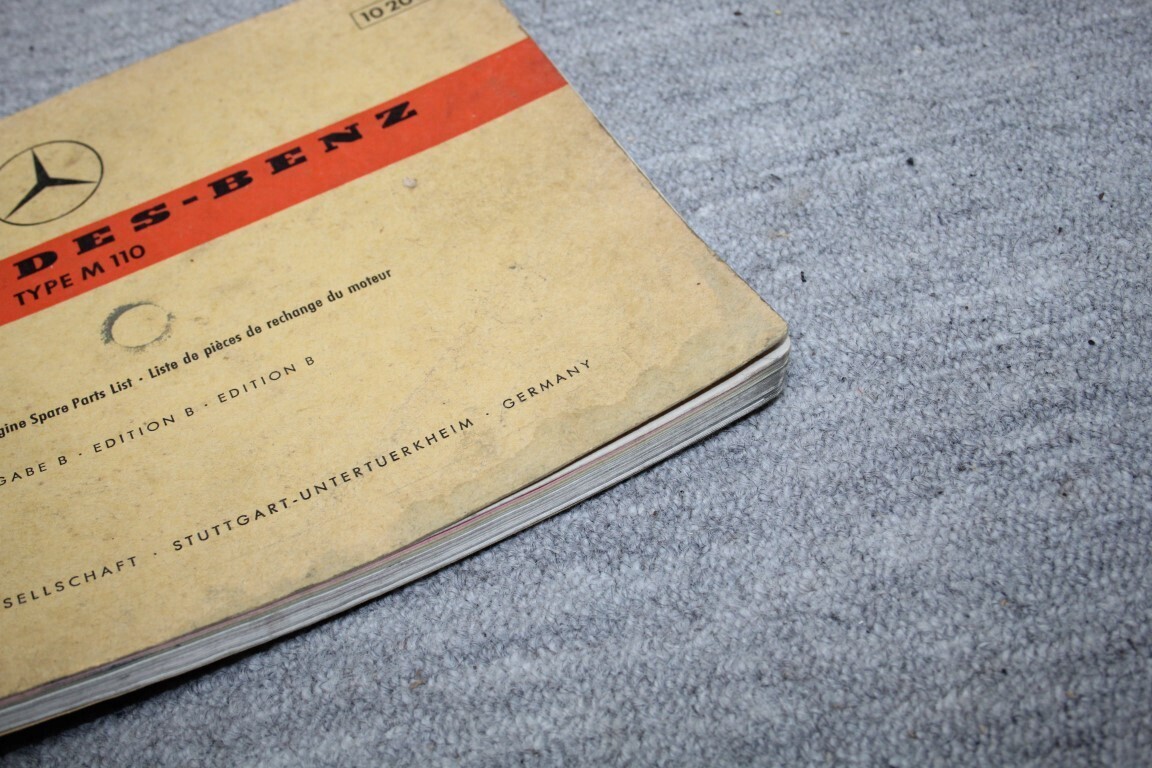 10 20
DES-BENZ
TYPE M 110
gine Spare Parts List · Liste de pièces de rechange du moteur
GABE B · EDITION B · EDITION B
SELLSCHAFT · STUTTGART-UNTERTUERKHEIM · GERMANY